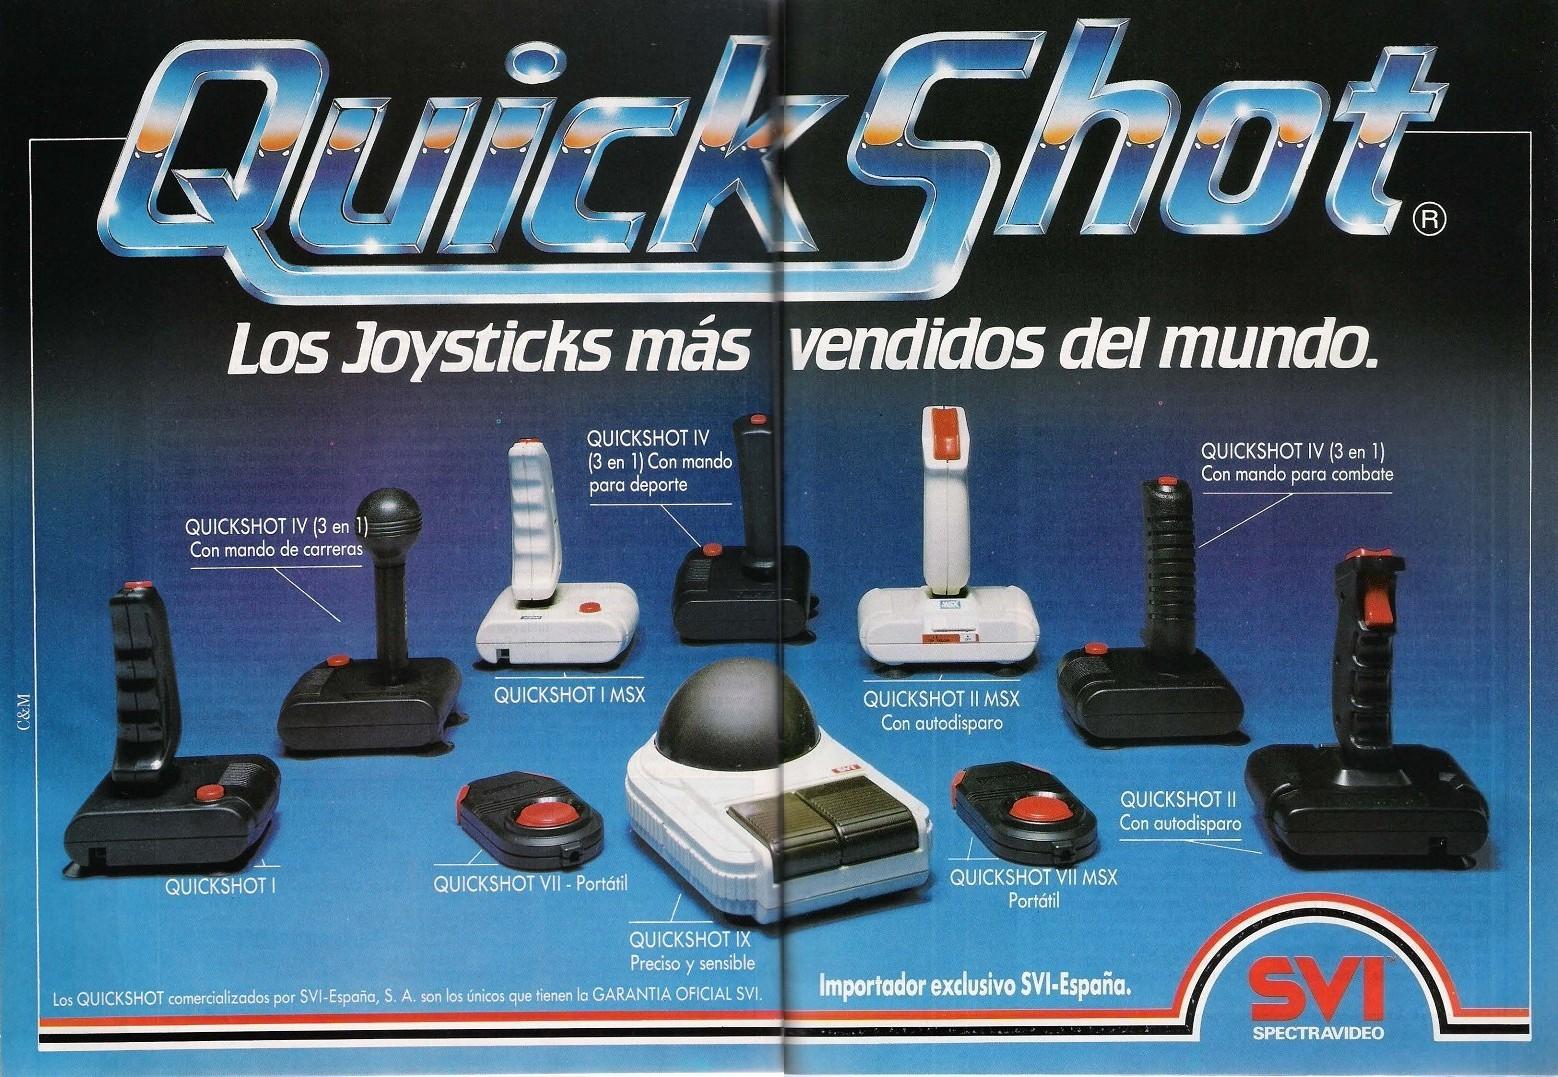 QuickShot®
Los Joysticks más vendidos del mundo.
QUICKSHOT IV
(3 en 1) Con mando
para deporte
QUICKSHOT IV (3 en 1)
Con mando para combate
QUICKSHOT IV (3 en 1)
Con mando de carreras
QUICKSHOT I MSX
MSX
QUICKSHOT II MSX
Con autodisparo
C&M
SVI
QUICKSHOT II
Con autodisparo
QUICKSHOT I
QUICKSHOT VII - Portátil
QUICKSHOT VII MSX
Portátil
QUICKSHOT IX
Preciso y sensible
Los QUICKSHOT comercializados por SVI-España, S. A. son los únicos que tienen la GARANTIA OFICIAL SVI.
Importador exclusivo SVI-España.
SVI™
SPECTRAVIDEO